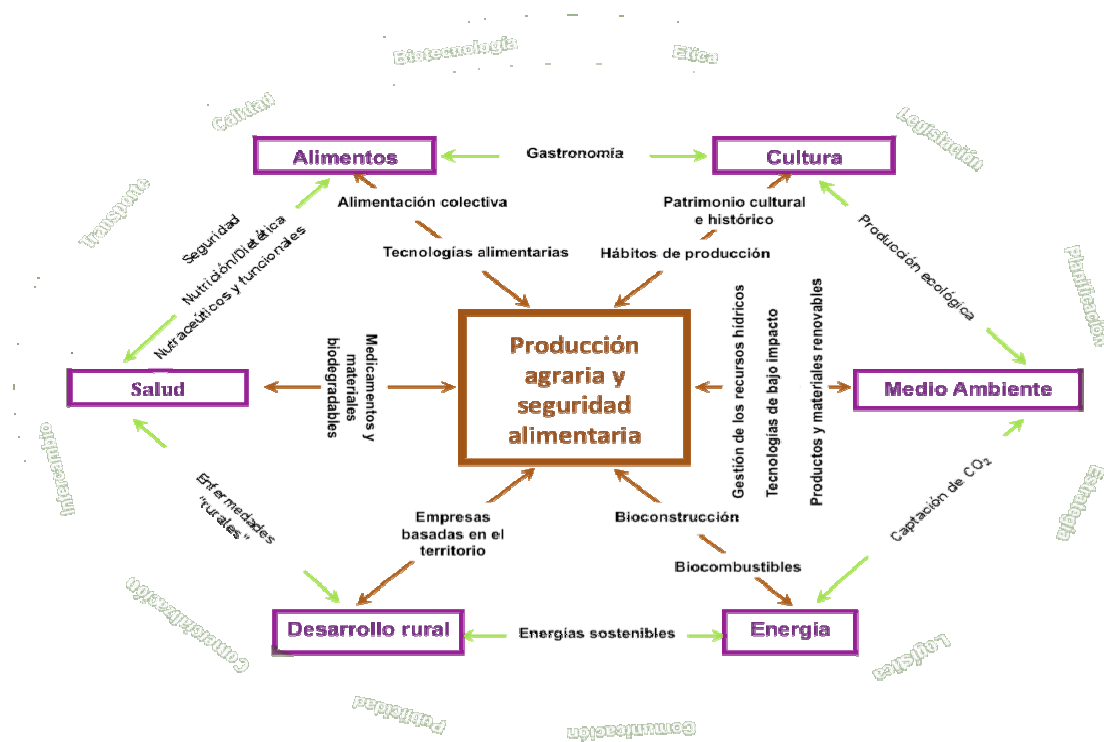 Biotecnología
Etica
Calidad
Legislación
Alimentos
Gastronomía
Cultura
Transporte
Alimentación colectiva
Patrimonio cultural
e histórico
Seguridad
Nutrición/Dietética
Nutraceúticos y funcionales
Tecnologías alimentarias
Hábitos de producción
Producción ecológica
Planificación
Producción
agraria y
seguridad
alimentaria
Salud
Medicamentos y
materiales
biodegradables
Gestión de los recursos hídricos
Tecnologías de bajo impacto
Productos y materiales renovables
Medio Ambiente
Intercambio
Enfermedades
"rurales"
Empresas
basadas en el
territorio
Bioconstrucción
Biocombustibles
Captación de CO2
Estrategia
Comercialización
Desarrollo rural
Energías sostenibles
Energía
Logística
Publicidad
Comunicación